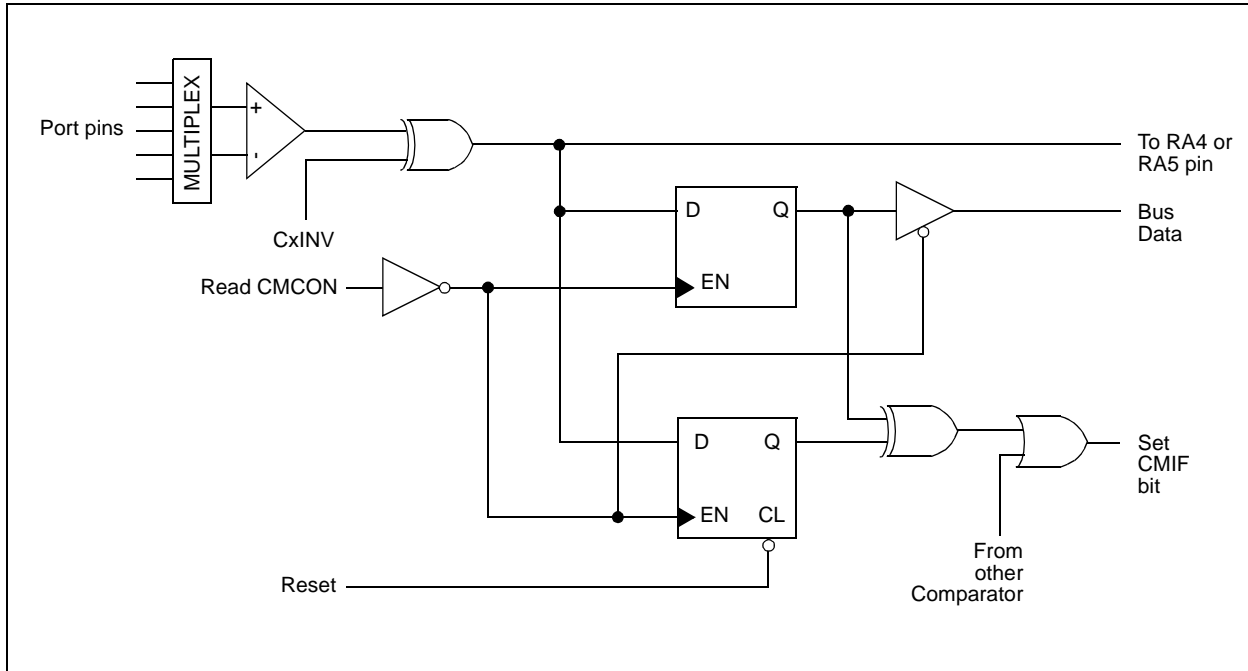 MULTIPLEX
+
-
Port pins
CxINV
To RA4 or
RA5 pin
D
Q
EN
Bus
Data
Read CMCON
D
Q
EN
CL
Set
CMIF
bit
From
other
Comparator
Reset